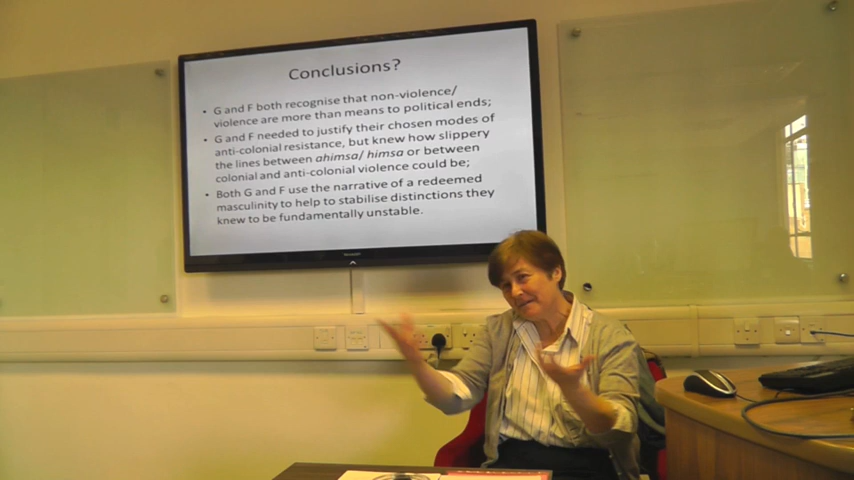 Conclusions?
• G and F both recognise that non-violence/
violence are more than means to political ends;
• G and F needed to justify their chosen modes of
anti-colonial resistance, but knew how slippery
the lines between ahimsa/ himsa or between
colonial and anti-colonial violence could be;
• Both G and F use the narrative of a redeemed
masculinity to help to stabilise distinctions they
knew to be fundamentally unstable.